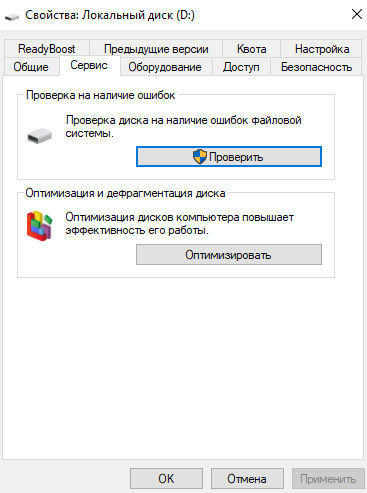 Свойства: Локальный диск (D:)
ReadyBoost Предыдущие версии Квота Настройка
Общие Сервис Оборудование Доступ Безопасность
Проверка на наличие ошибок
Проверка диска на наличие ошибок файловой
системы.
Проверить
Оптимизация и дефрагментация диска
Оптимизация дисков компьютера повышает
эффективность его работы.
Оптимизировать
OK Отмена Применить